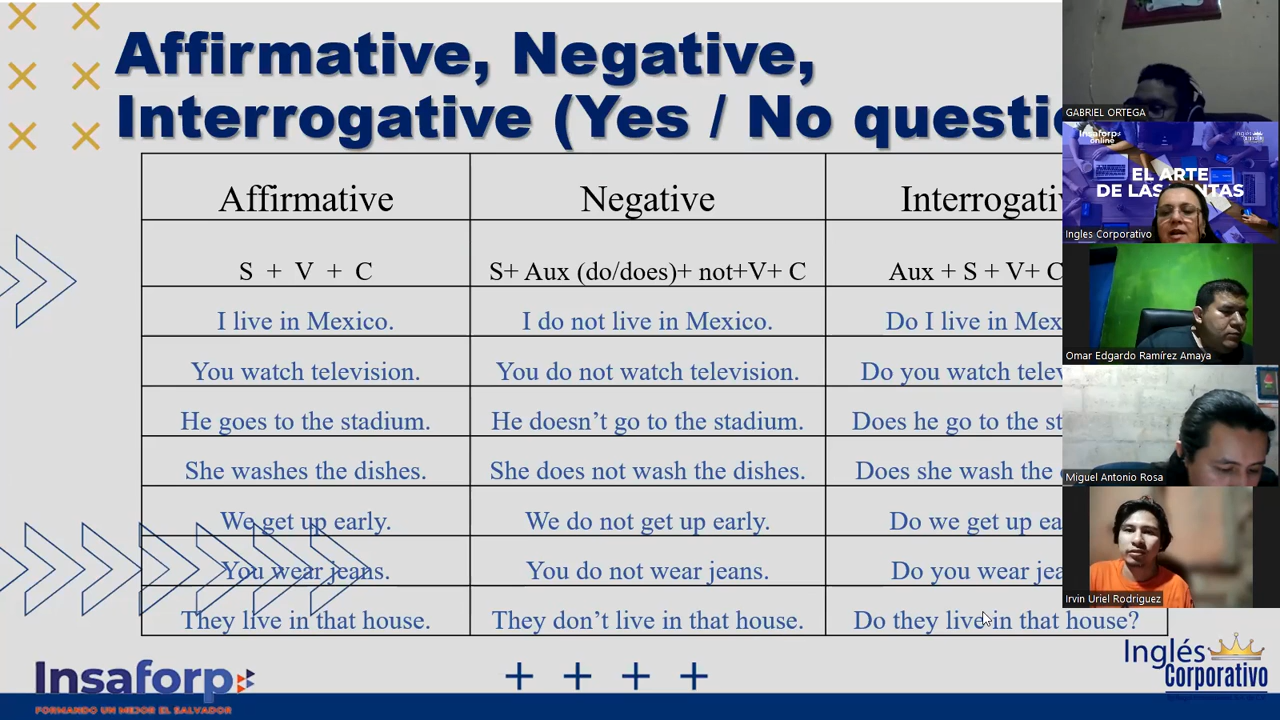 Affirmative, Negative,
Interrogative (Yes / No questi
Affirmative Negative Interrogati
S + V + C S+ Aux (do/does)+ not+V+ C Aux + S + V+ C
I live in Mexico. I do not live in Mexico. Do I live in Mex
You watch television. You do not watch television. Do you watch telev
He goes to the stadium. He doesn’t go to the stadium. Does he go to the st
She washes the dishes. She does not wash the dishes. Does she wash the
We get up early. We do not get up early. Do we get up ea
You wear jeans. You do not wear jeans. Do you wear jea
They live in that house. They don’t live in that house. Do they live in that house?
Insaforp
FORMANDO UN MEJOR EL SALVADOR
Inglés
Corporativo
GABRIEL ORTEGA
Insaforp
online
EL ARTE
DE LAS NTAS
Ingles Corporativo
Omar Edgardo Ramírez Amaya
Miguel Antonio Rosa
Irvin Uriel Rodriguez